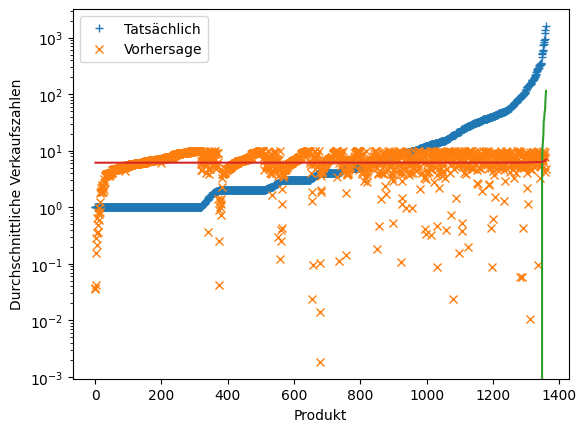 Tatsächlich
Vorhersage
Durchschnittliche Verkaufszahlen
10³
10²
10¹
10⁰
10⁻¹
10⁻²
10⁻³
0 200 400 600 800 1000 1200 1400
Produkt